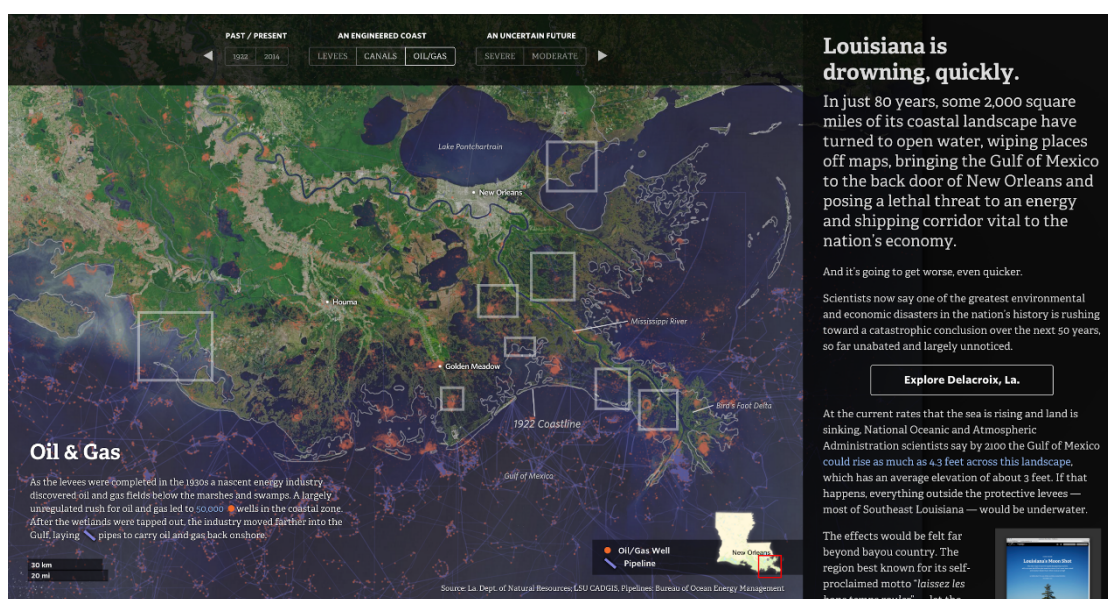 PAST / PRESENT
AN ENGINEERED COAST
AN UNCERTAIN FUTURE
1932
2014
LEVEES
CANALS
OIL/GAS
SEVERE
MODERATE
Lake Pontchartrain
New Orleans
Houma
Mississippi River
Golden Meadow
Bird's Foot Delta
1922 Coastline
Gulf of Mexico
Oil & Gas
As the levees were completed in the 1930s a nascent energy industry
discovered oil and gas fields below the marshes and swamps. A largely
unregulated rush for oil and gas led to 50,000 wells in the coastal zone.
After the wetlands were tapped out, the industry moved farther into the
Gulf, laying pipes to carry oil and gas back onshore.
30 km
20 mi
Oil/Gas Well
Pipeline
New Orleans
Source: La. Dept. of Natural Resources; LSU CADGIS, Pipelines: Bureau of Ocean Energy Management
Louisiana is
drowning, quickly.
In just 80 years, some 2,000 square
miles of its coastal landscape have
turned to open water, wiping places
off maps, bringing the Gulf of Mexico
to the back door of New Orleans and
posing a lethal threat to an energy
and shipping corridor vital to the
nation's economy.
And it's going to get worse, even quicker.
Scientists now say one of the greatest environmental
and economic disasters in the nation's history is rushing
toward a catastrophic conclusion over the next 50 years,
so far unabated and largely unnoticed.
Explore Delacroix, La.
At the current rates that the sea is rising and land is
sinking, National Oceanic and Atmospheric
Administration scientists say by 2100 the Gulf of Mexico
could rise as much as 4.3 feet across this landscape,
which has an average elevation of about 3 feet. If that
happens, everything outside the protective levees —
most of Southeast Louisiana — would be underwater.
The effects would be felt far
beyond bayou country. The
region best known for its self-
proclaimed motto "laissez les
Louisiana's Moon Shot